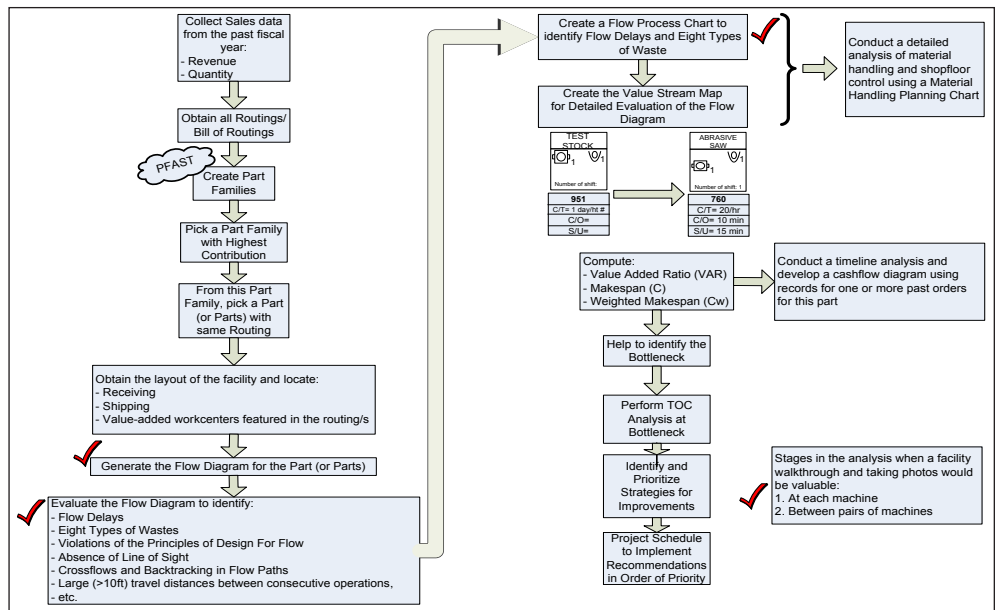 Collect Sales data
from the past fiscal
year:
- Revenue
- Quantity
Obtain all Routings/
Bill of Routings
PFAST
Create Part
Families
Pick a Part Family
with Highest
Contribution
From this Part
Family, pick a Part
(or Parts) with
same Routing
Obtain the layout of the facility and locate:
- Receiving
- Shipping
- Value-added workcenters featured in the routing/s
Generate the Flow Diagram for the Part (or Parts)
Evaluate the Flow Diagram to identify:
- Flow Delays
- Eight Types of Wastes
- Violations of the Principles of Design For Flow
- Absence of Line of Sight
- Crossflows and Backtracking in Flow Paths
- Large (>10ft) travel distances between consecutive operations,
- etc.
Create a Flow Process Chart to
identify Flow Delays and Eight Types
of Waste
Create the Value Stream Map
for Detailed Evaluation of the Flow
Diagram
Conduct a detailed
analysis of material
handling and shopfloor
control using a Material
Handling Planning Chart
TEST
STOCK
1
1
Number of shift:
951
C/T= 1 day/ht #
C/O=
S/U=
ABRASIVE
SAW
1
1
Number of shift: 1
760
C/T= 20/hr
C/O= 10 min
S/U= 15 min
Compute:
- Value Added Ratio (VAR)
- Makespan (C)
- Weighted Makespan (Cw)
Conduct a timeline analysis and
develop a cashflow diagram using
records for one or more past orders
for this part
Help to identify the
Bottleneck
Perform TOC
Analysis at
Bottleneck
Identify and
Prioritize
Strategies for
Improvements
Project Schedule
to Implement
Recommendations
in Order of Priority
Stages in the analysis when a facility
walkthrough and taking photos would
be valuable:
1. At each machine
2. Between pairs of machines